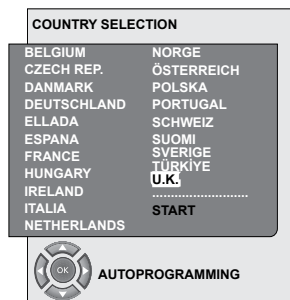 COUNTRY SELECTION
BELGIUM
CZECH REP.
DANMARK
DEUTSCHLAND
ELLADA
ESPANA
FRANCE
HUNGARY
IRELAND
ITALIA
NETHERLANDS
NORGE
ÖSTERREICH
POLSKA
PORTUGAL
SCHWEIZ
SUOMI
SVERIGE
TÜRKİYE
U.K.
...........................
START
OK
AUTOPROGRAMMING